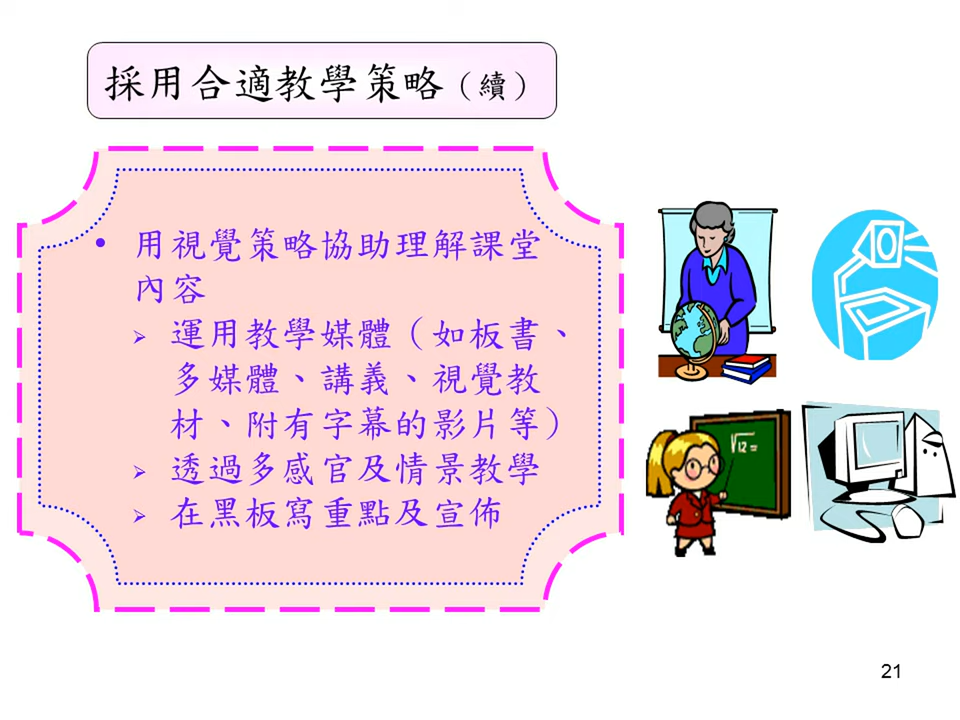 採用合適教學策略（續）
• 用視覺策略協助理解課堂
內容
➢ 運用教學媒體（如板書、
多媒體、講義、視覺教
材、附有字幕的影片等）
➢ 透過多感官及情景教學
➢ 在黑板寫重點及宣佈
√12=
21